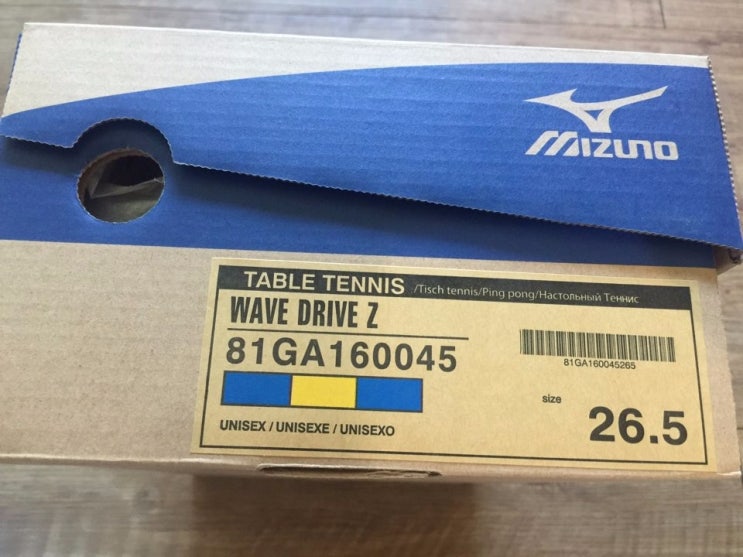 MIZUNO
TABLE TENNIS /Tisch tennis/Ping pong/Настольный Теннис
WAVE DRIVE Z
81GA160045
81GA160045265
size
26.5
UNISEX / UNISEXE / UNISEXO